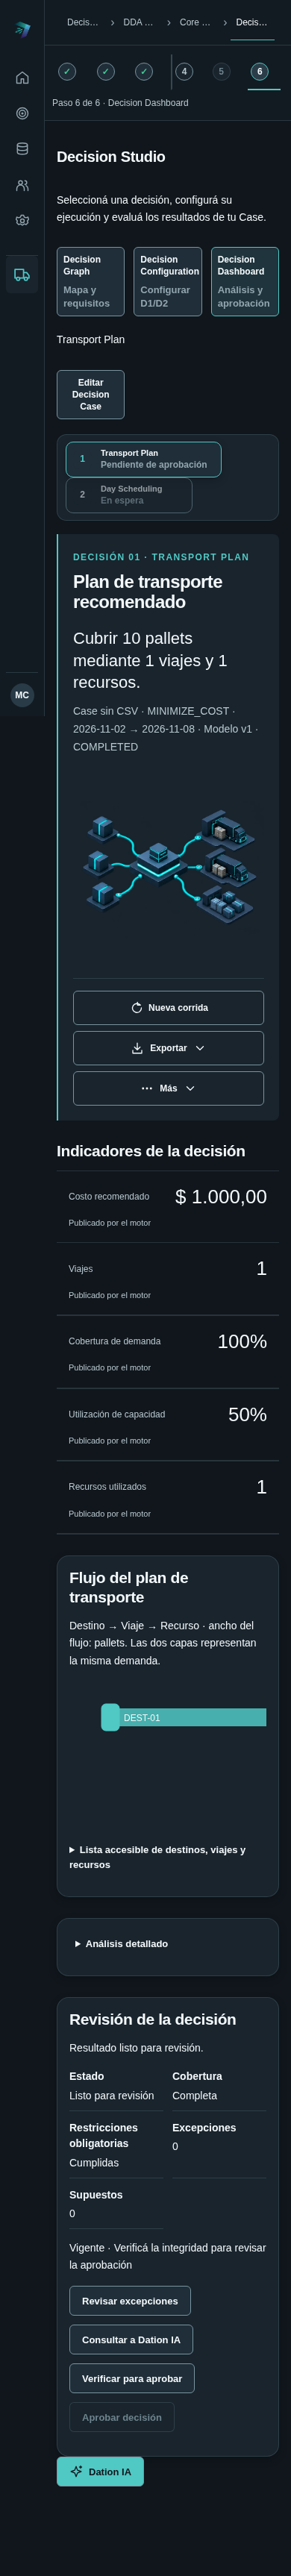 Decis… › DDA … › Core … › Decis…
✓ ✓ ✓ 4 5 6
Paso 6 de 6 · Decision Dashboard
Decision Studio
Seleccioná una decisión, configurá su
ejecución y evaluá los resultados de tu Case.
Decision
Graph
Mapa y
requisitos
Decision
Configuration
Configurar
D1/D2
Decision
Dashboard
Análisis y
aprobación
Transport Plan
Editar
Decision
Case
1 Transport Plan
Pendiente de aprobación
2 Day Scheduling
En espera
DECISIÓN 01 · TRANSPORT PLAN
Plan de transporte
recomendado
Cubrir 10 pallets
mediante 1 viajes y 1
recursos.
Case sin CSV · MINIMIZE_COST ·
2026-11-02 → 2026-11-08 · Modelo v1 ·
COMPLETED
MC
Nueva corrida
Exportar
Más
Indicadores de la decisión
Costo recomendado $ 1.000,00
Publicado por el motor
Viajes 1
Publicado por el motor
Cobertura de demanda 100%
Publicado por el motor
Utilización de capacidad 50%
Publicado por el motor
Recursos utilizados 1
Publicado por el motor
Flujo del plan de
transporte
Destino → Viaje → Recurso · ancho del
flujo: pallets. Las dos capas representan
la misma demanda.
DEST-01
▶ Lista accesible de destinos, viajes y
recursos
▶ Análisis detallado
Revisión de la decisión
Resultado listo para revisión.
Estado
Listo para revisión
Cobertura
Completa
Restricciones
obligatorias
Cumplidas
Excepciones
0
Supuestos
0
Vigente · Verificá la integridad para revisar
la aprobación
Revisar excepciones
Consultar a Dation IA
Verificar para aprobar
Aprobar decisión
Dation IA